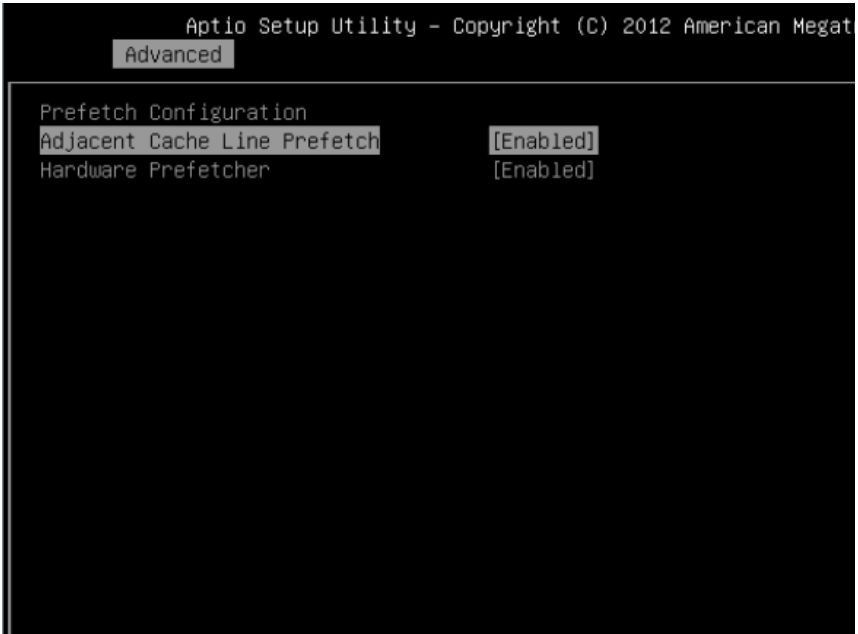 Aptio Setup Utility – Copyright (C) 2012 American
Advanced
Prefetch Configuration
Adjacent Cache Line Prefetch [Enabled]
Hardware Prefetcher [Enabled]